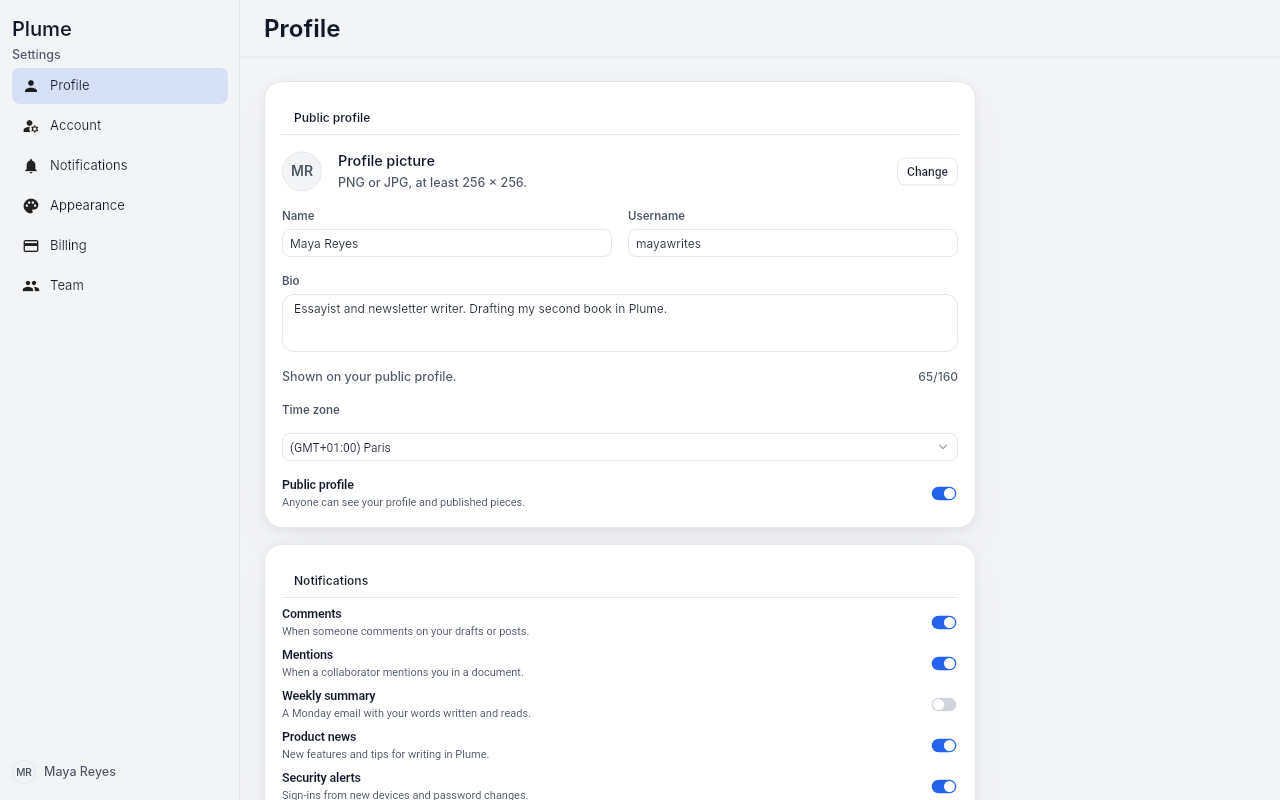 Plume
Settings
Profile
Account
Notifications
Appearance
Billing
Team
MR
Maya Reyes
Profile
Public profile
MR
Profile picture
PNG or JPG, at least 256 × 256.
Change
Name
Username
Maya Reyes
mayawrites
Bio
Essayist and newsletter writer. Drafting my second book in Plume.
Shown on your public profile.
65/160
Time zone
(GMT+01:00) Paris
Public profile
Anyone can see your profile and published pieces.
Notifications
Comments
When someone comments on your drafts or posts.
Mentions
When a collaborator mentions you in a document.
Weekly summary
A Monday email with your words written and reads.
Product news
New features and tips for writing in Plume.
Security alerts
Sign-ins from new devices and password changes.